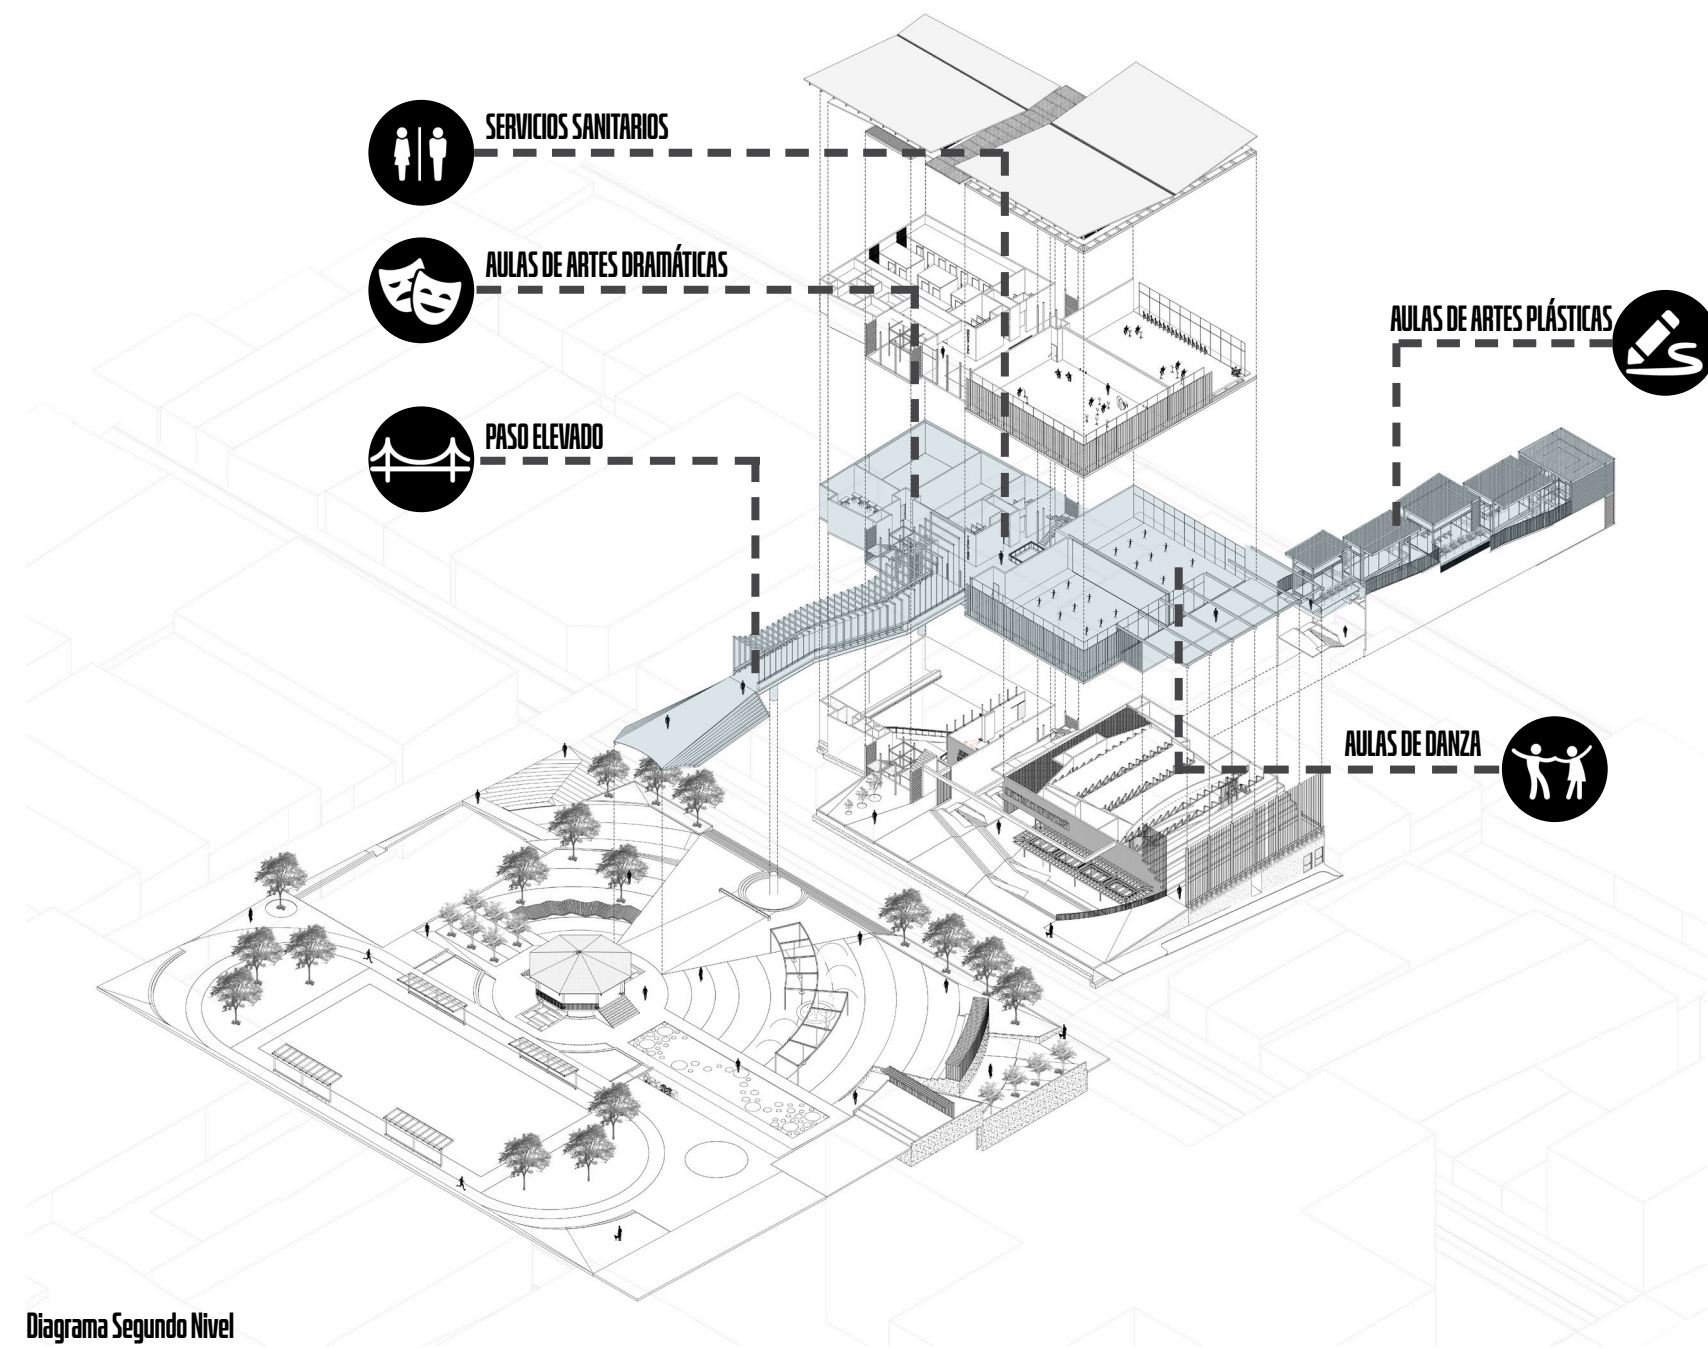 SERVICIOS SANITARIOS
AULAS DE ARTES DRAMÁTICAS
AULAS DE ARTES PLÁSTICAS
PASO ELEVADO
AULAS DE DANZA
Diagrama Segundo Nivel